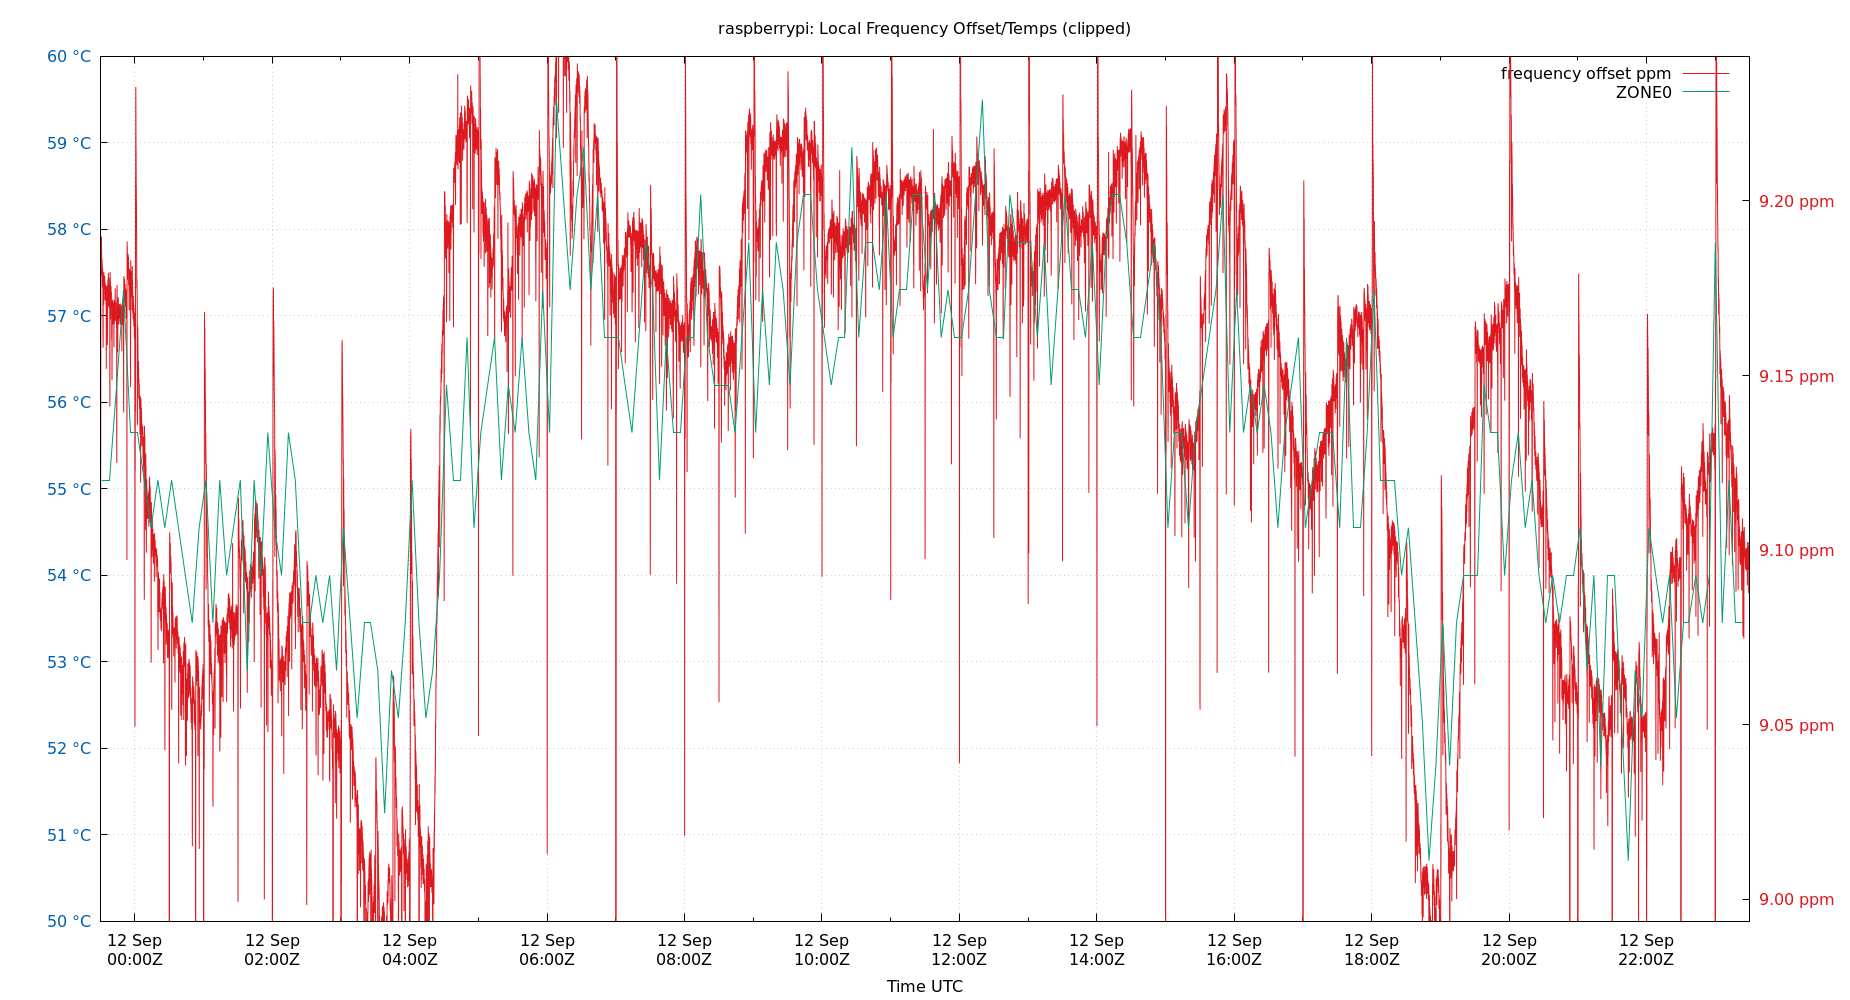 raspberrypi: Local Frequency Offset/Temps (clipped)
frequency offset ppm
ZONE0
60 °C
59 °C
58 °C
57 °C
56 °C
55 °C
54 °C
53 °C
52 °C
51 °C
50 °C
9.20 ppm
9.15 ppm
9.10 ppm
9.05 ppm
9.00 ppm
12 Sep 12 Sep 12 Sep 12 Sep 12 Sep 12 Sep 12 Sep 12 Sep 12 Sep 12 Sep 12 Sep 12 Sep
00:00Z 02:00Z 04:00Z 06:00Z 08:00Z 10:00Z 12:00Z 14:00Z 16:00Z 18:00Z 20:00Z 22:00Z
Time UTC